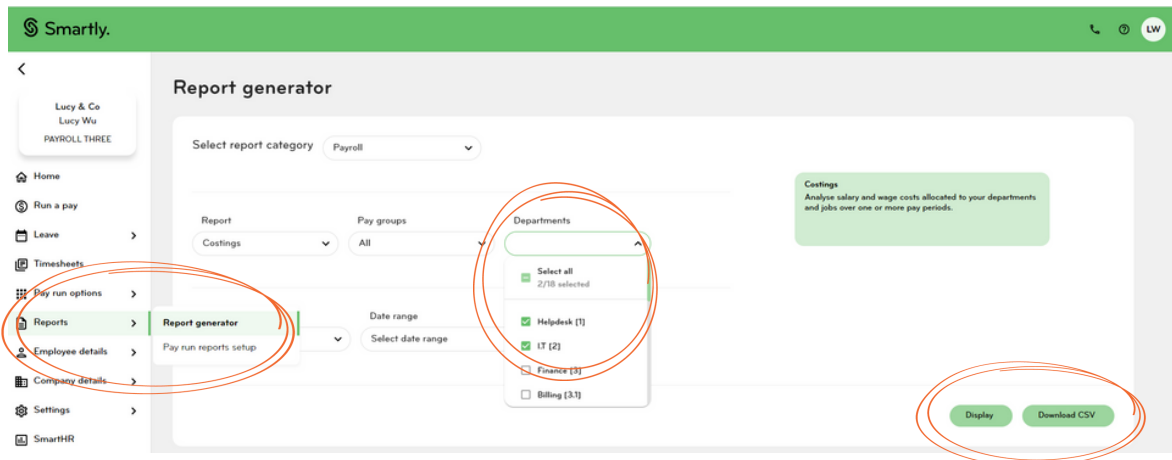 Smartly.
LW
Lucy & Co
Lucy Wu
PAYROLL THREE
Home
Run a pay
Leave
Timesheets
Pay run options
Reports
Employee details
Company details
Settings
SmartHR
Report generator
Pay run reports setup
Report generator
Select report category
Payroll
Report
Pay groups
Departments
Costings
All
Select all
2/18 selected
Helpdesk [1]
I.T [2]
Finance [3]
Billing [3.1]
Date range
Select date range
Costings
Analyse salary and wage costs allocated to your departments
and jobs over one or more pay periods.
Display
Download CSV